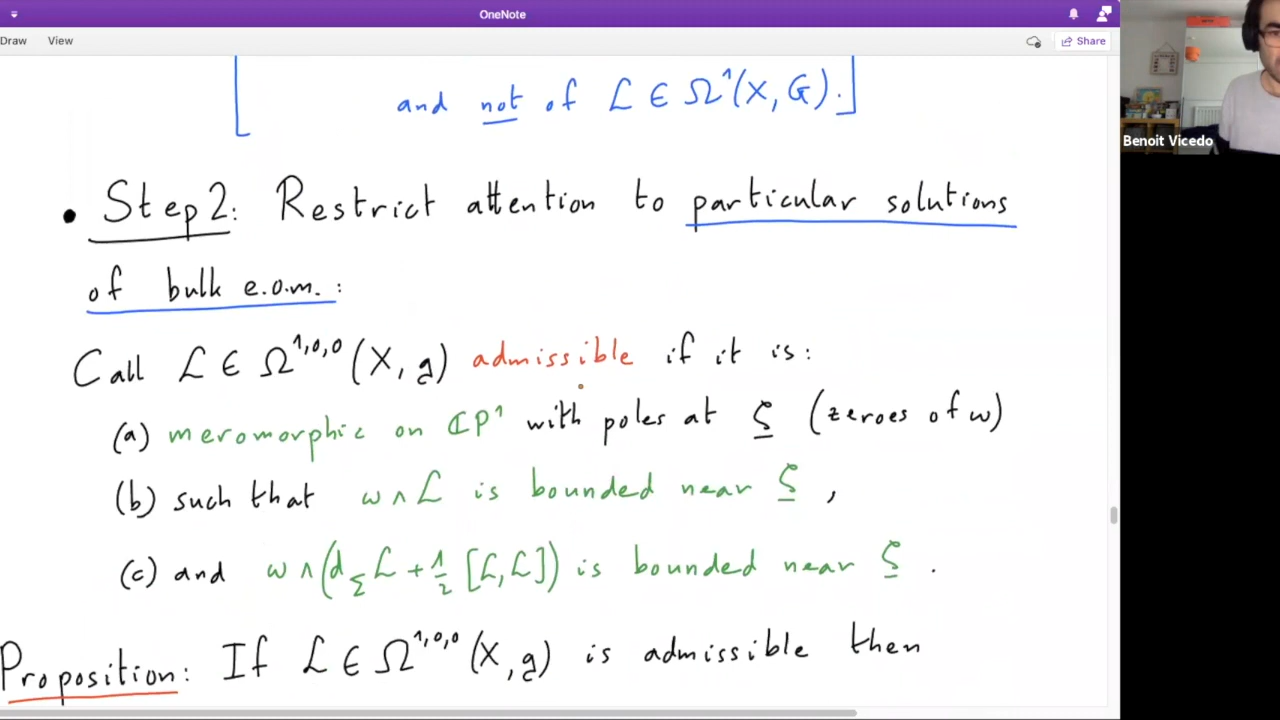 OneNote
Draw View Share
and not of ℒ ∈ Ω¹(X, G).]
Benoit Vicedo
• Step 2: Restrict attention to particular solutions
of bulk e.o.m. :
Call ℒ ∈ Ω^{1,0,0}(X, g) admissible if it is :
(a) meromorphic on ℂP¹ with poles at ζ (zeroes of ω)
(b) such that ω ∧ ℒ is bounded near ζ ,
(c) and ω ∧ (d_Σ ℒ + 1/2 [ℒ, ℒ]) is bounded near ζ .
Proposition: If ℒ ∈ Ω^{1,0,0}(X, g) is admissible then